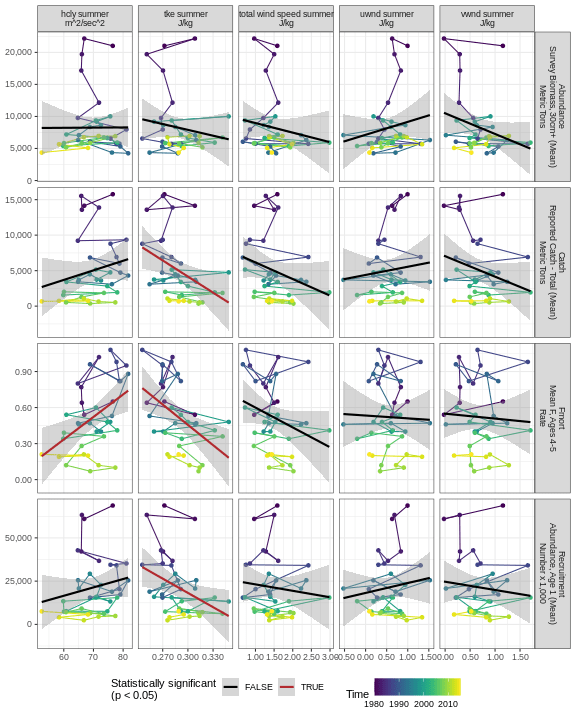 hdly summer
m^2/sec^2
tke summer
J/kg
total wind speed summer
J/kg
uwnd summer
J/kg
vwnd summer
J/kg
20,000
15,000
10,000
5,000
0
Abundance
Survey Biomass, 30cm+ (Mean)
Metric Tons
15,000
10,000
5,000
0
Catch
Reported Catch - Total (Mean)
Metric Tons
0.90
0.60
0.30
0.00
Fmort
Mean F, Ages 4-5
Rate
50,000
25,000
0
Recruitment
Abundance, Age 1 (Mean)
Number x 1,000
60 70 80
0.270 0.300 0.330
1.00 1.50 2.00 2.50 3.00
0.50 0.00 0.50 1.00 1.50
0.00 0.50 1.00 1.50
Statistically significant
(p < 0.05)
FALSE
TRUE
Time
1980 1990 2000 2010